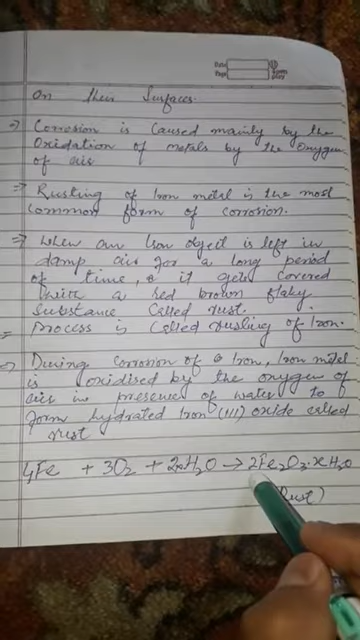 Date
Page
on their Surfaces.
⇒ Corrosion is Caused mainly by the
Oxidation of metals by the Oxygen
of air
⇒ Rusting of Iron metal is the most
Common form of corrosion.
⇒ When an Iron object is left in
damp air for a long period
of time, it gets Covered
with a red brown flaky
Substance Called rust.
= Process is Called rusting of Iron.
⇒ During corrosion of Iron, Iron metal
is oxidised by the oxygen of
air in presence of water to
form hydrated Iron (III) oxide called
rust
4Fe + 3O₂ + 2xH₂O → 2Fe₂O₃.xH₂O
(Rust)